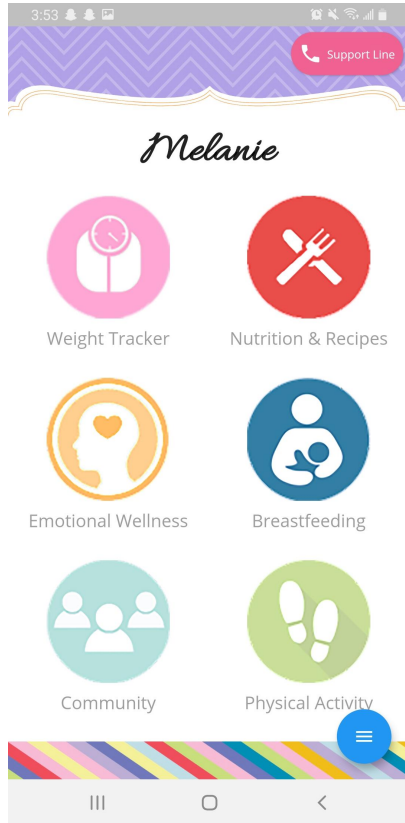 3:53
Support Line
Melanie
Weight Tracker
Nutrition & Recipes
Emotional Wellness
Breastfeeding
Community
Physical Activity